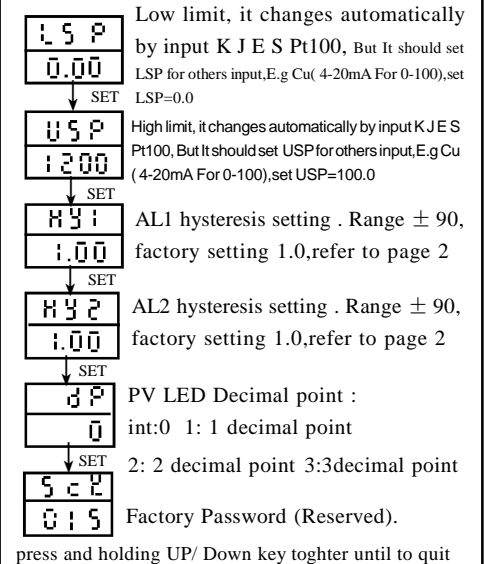 LSP
0.00
Low limit, it changes automatically
by input K J E S Pt100, But It should set
LSP for others input,E.g Cu( 4-20mA For 0-100),set
LSP=0.0
SET
USP
1200
High limit, it changes automatically by input K J E S
Pt100, But It should set USP for others input,E.g Cu
( 4-20mA For 0-100), set USP=100.0
SET
HY1
1.00
AL1 hysteresis setting . Range ± 90,
factory setting 1.0,refer to page 2
SET
HY2
1.00
AL2 hysteresis setting . Range ± 90,
factory setting 1.0,refer to page 2
SET
dP
0
PV LED Decimal point :
int:0 1: 1 decimal point
2: 2 decimal point 3:3decimal point
SET
ScK
015
Factory Password (Reserved).
press and holding UP/ Down key toghter until to quit